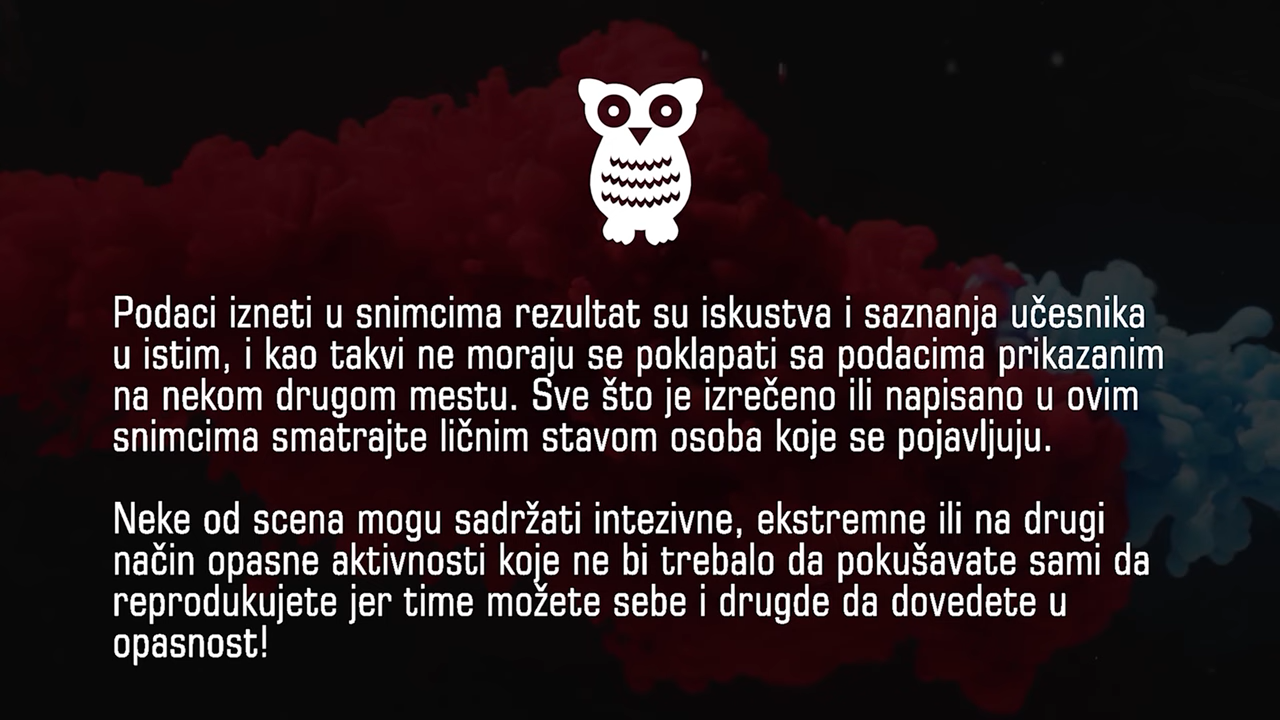 Podaci izneti u snimcima rezultat su iskustva i saznanja učesnika
u istim, i kao takvi ne moraju se poklapati sa podacima prikazanim
na nekom drugom mestu. Sve što je izrečeno ili napisano u ovim
snimcima smatrajte ličnim stavom osoba koje se pojavljuju.
Neke od scena mogu sadržati intezivne, ekstremne ili na drugi
način opasne aktivnosti koje ne bi trebalo da pokušavate sami da
reprodukujete jer time možete sebe i drugde da dovedete u
opasnost!